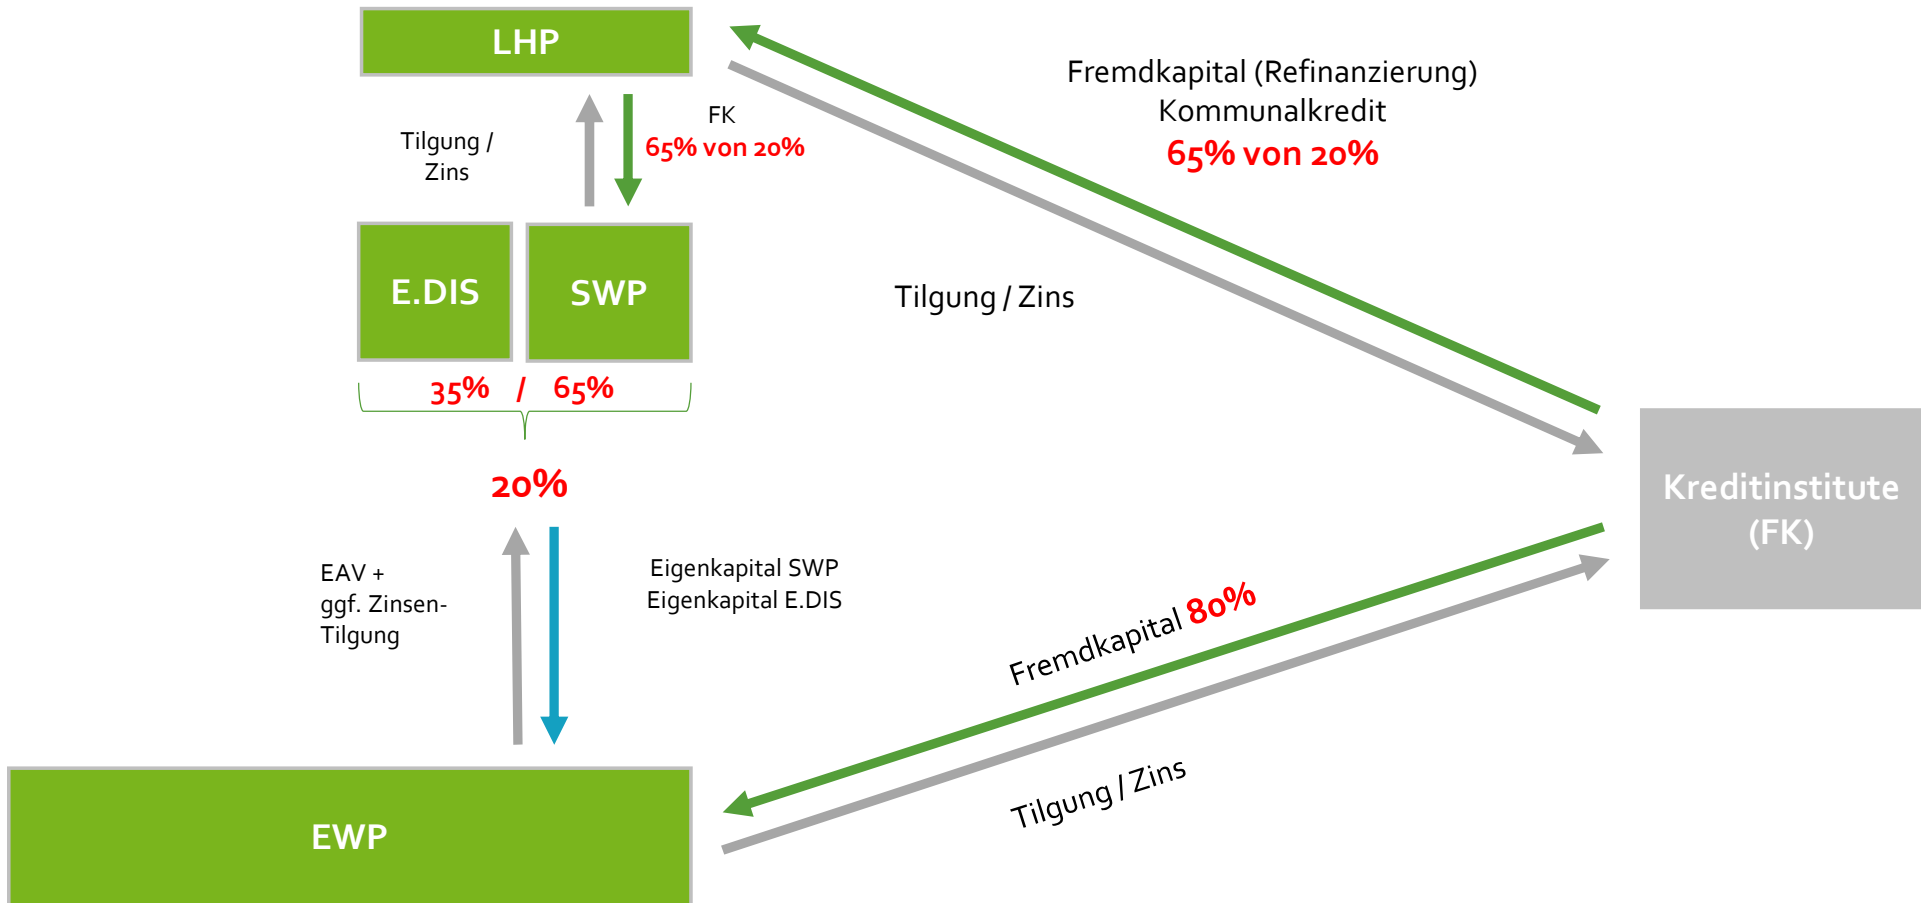 LHP
Fremdkapital (Refinanzierung)
Kommunalkredit
65% von 20%
Tilgung /
Zins
FK
65% von 20%
E.DIS
SWP
Tilgung / Zins
35% / 65%
20%
Kreditinstitute
(FK)
EAV +
ggf. Zinsen-
Tilgung
Eigenkapital SWP
Eigenkapital E.DIS
Fremdkapital 80%
Tilgung / Zins
EWP